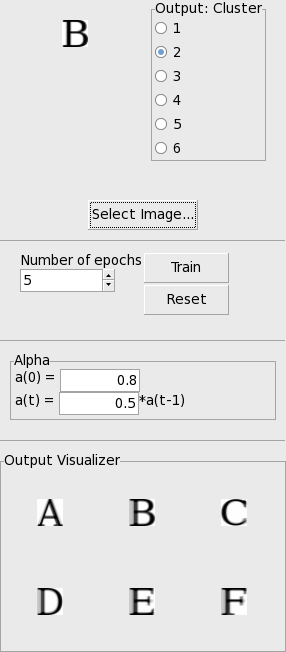 B
Output: Cluster
1
2
3
4
5
6
Select Image...
Number of epochs
5
Train
Reset
Alpha
a(0) = 0.8
a(t) = 0.5 *a(t-1)
Output Visualizer
A B C
D E F